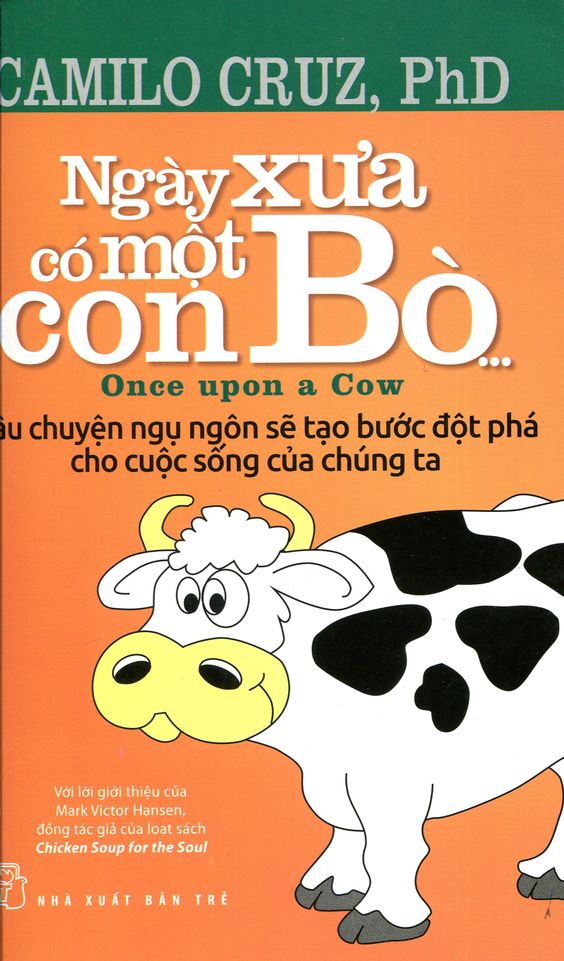 CAMILO CRUZ, PhD
Ngày xưa
có một
con Bò...
Once upon a Cow
chuyện ngụ ngôn sẽ tạo bước đột phá
cho cuộc sống của chúng ta
Với lời giới thiệu của
Mark Victor Hansen,
đồng tác giả của loạt sách
Chicken Soup for the Soul
NHÀ XUẤT BẢN TRẺ